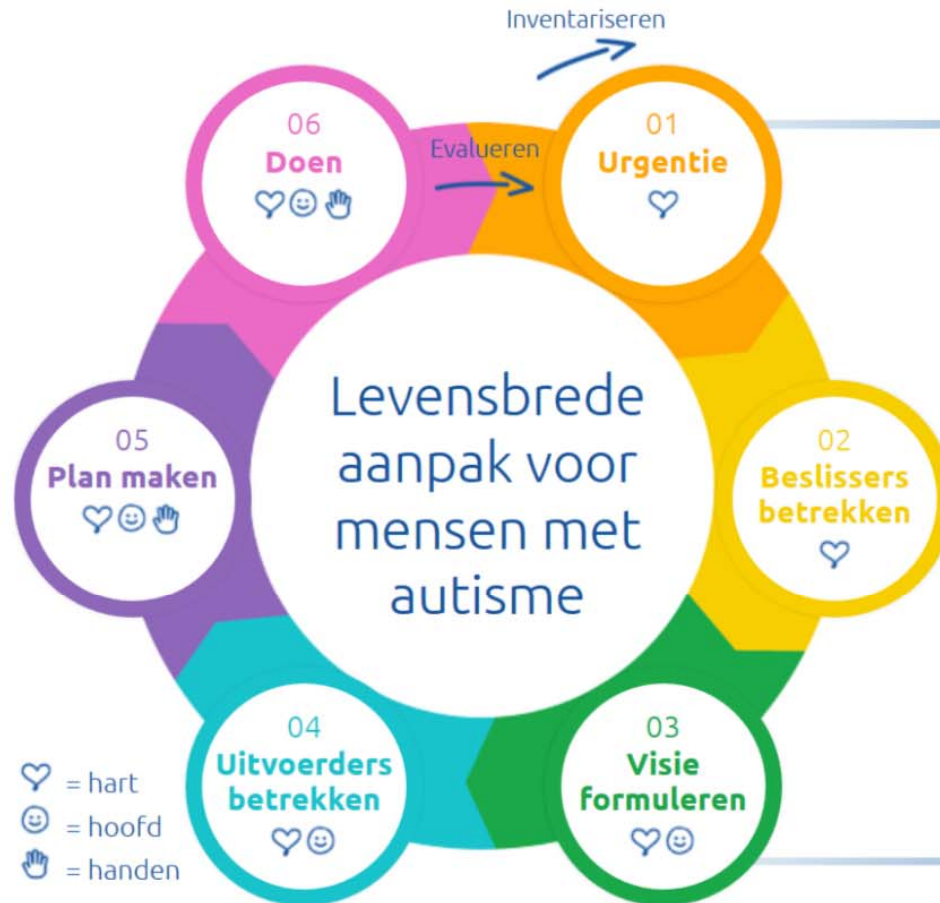 Inventariseren
Evalueren
01
Urgentie
02
Beslissers
betrekken
03
Visie
formuleren
04
Uitvoerders
betrekken
05
Plan maken
06
Doen
Levensbrede
aanpak voor
mensen met
autisme
= hart
= hoofd
= handen